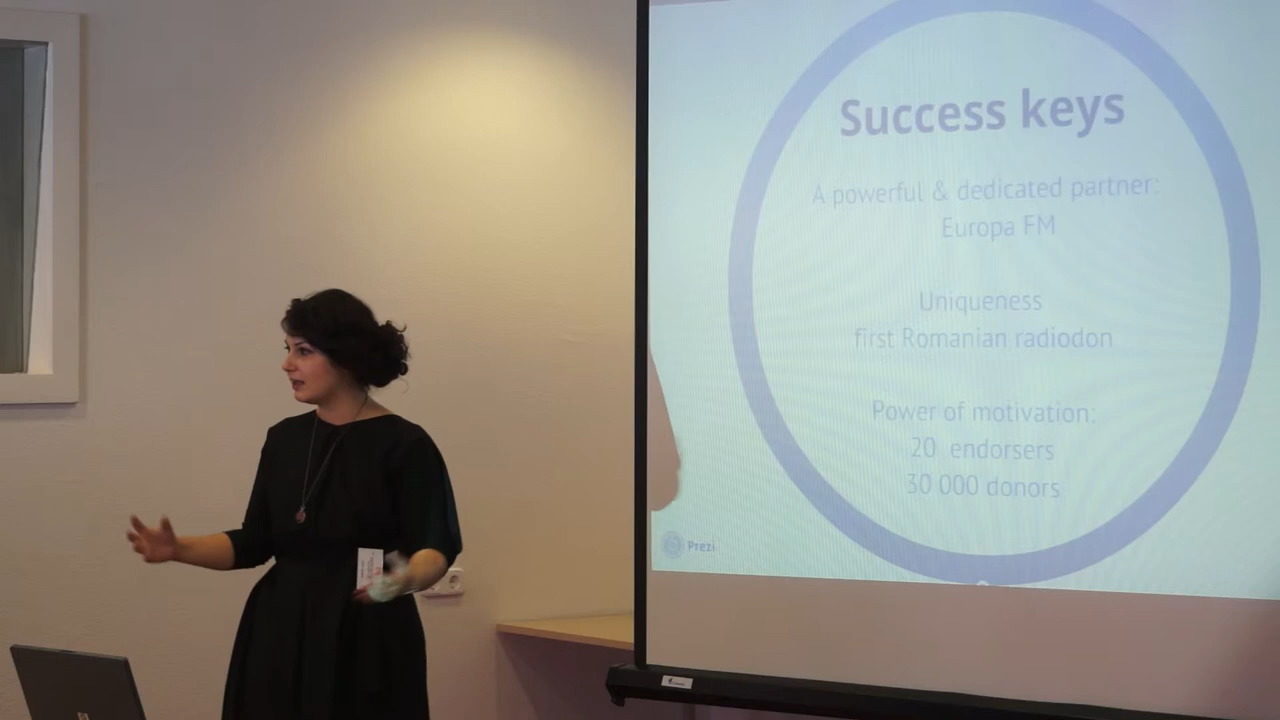 Success keys
A powerful & dedicated partner:
Europa FM
Uniqueness
first Romanian radiodon
Power of motivation:
20 endorsers
30 000 donors
Prezi